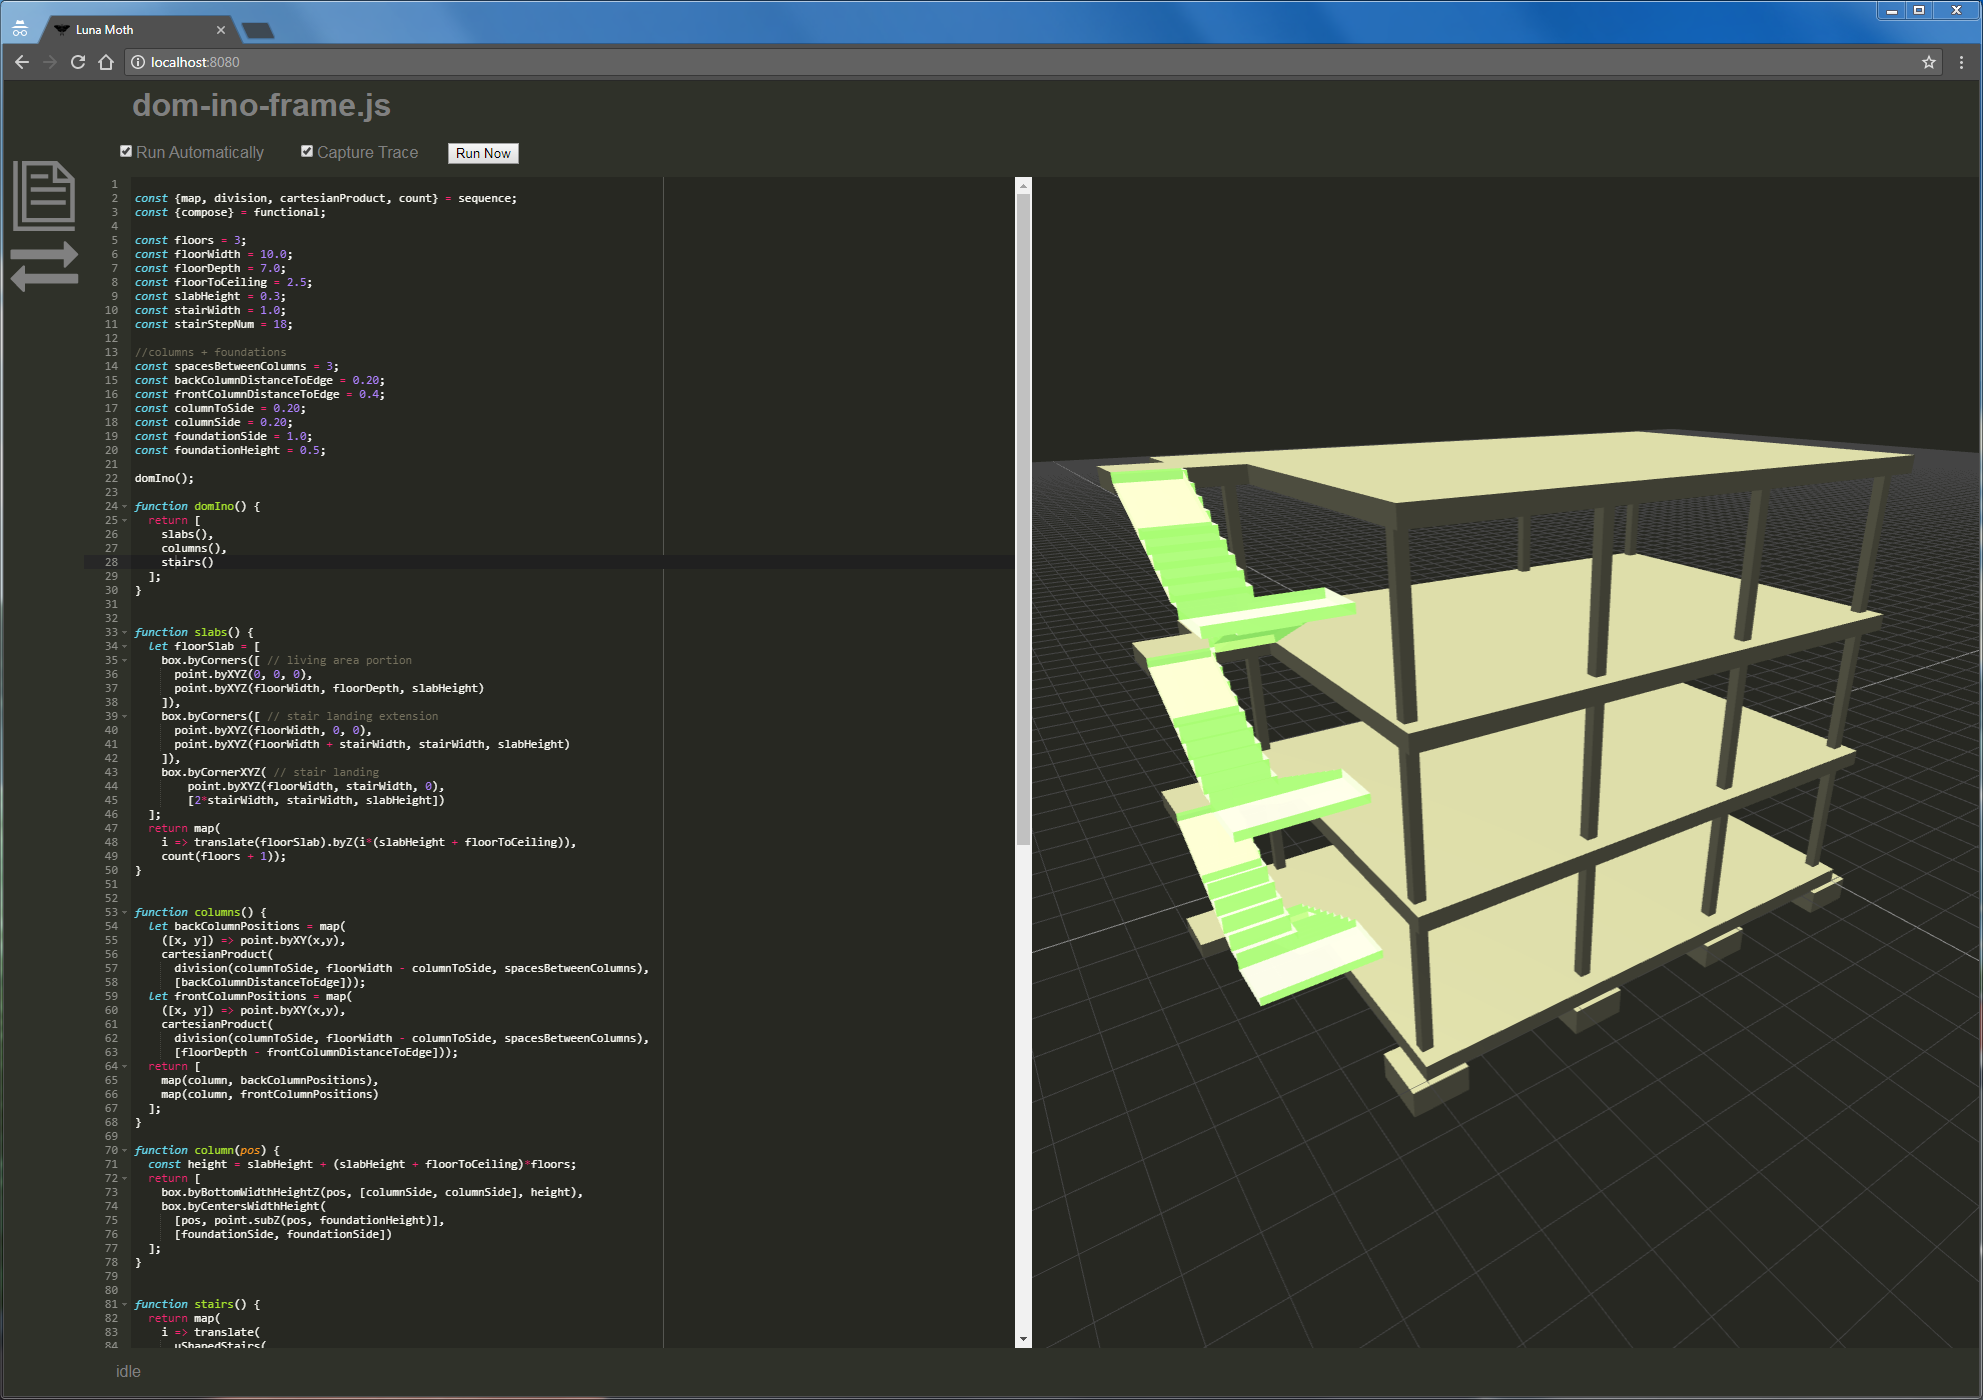 Luna Moth
localhost:8080
dom-ino-frame.js
Run Automatically Capture Trace Run Now
1
2 const {map, division, cartesianProduct, count} = sequence;
3 const {compose} = functional;
4
5 const floors = 3;
6 const floorWidth = 10.0;
7 const floorDepth = 7.0;
8 const floorToCeiling = 2.5;
9 const slabHeight = 0.3;
10 const stairWidth = 1.0;
11 const stairStepNum = 18;
12
13 //columns + foundations
14 const spacesBetweenColumns = 3;
15 const backColumnDistanceToEdge = 0.20;
16 const frontColumnDistanceToEdge = 0.4;
17 const columnToSide = 0.20;
18 const columnSide = 0.20;
19 const foundationSide = 1.0;
20 const foundationHeight = 0.5;
21
22 domIno();
23
24 function domIno() {
25 return [
26 slabs(),
27 columns(),
28 stairs()
29 ];
30 }
31
32
33 function slabs() {
34 let floorSlab = [
35 box.byCorners([ // living area portion
36 point.byXYZ(0, 0, 0),
37 point.byXYZ(floorWidth, floorDepth, slabHeight)
38 ]),
39 box.byCorners([ // stair landing extension
40 point.byXYZ(floorWidth, 0, 0),
41 point.byXYZ(floorWidth + stairWidth, stairWidth, slabHeight)
42 ]),
43 box.byCornerXYZ( // stair landing
44 point.byXYZ(floorWidth, stairWidth, 0),
45 [2*stairWidth, stairWidth, slabHeight])
46 ];
47 return map(
48 i => translate(floorSlab).byZ(i*(slabHeight + floorToCeiling)),
49 count(floors + 1));
50 }
51
52
53 function columns() {
54 let backColumnPositions = map(
55 ([x, y]) => point.byXY(x,y),
56 cartesianProduct(
57 division(columnToSide, floorWidth - columnToSide, spacesBetweenColumns),
58 [backColumnDistanceToEdge]));
59 let frontColumnPositions = map(
60 ([x, y]) => point.byXY(x,y),
61 cartesianProduct(
62 division(columnToSide, floorWidth - columnToSide, spacesBetweenColumns),
63 [floorDepth - frontColumnDistanceToEdge]));
64 return [
65 map(column, backColumnPositions),
66 map(column, frontColumnPositions)
67 ];
68 }
69
70 function column(pos) {
71 const height = slabHeight + (slabHeight + floorToCeiling)*floors;
72 return [
73 box.byBottomWidthHeightZ(pos, [columnSide, columnSide], height),
74 box.byCentersWidthHeight(
75 [pos, point.subZ(pos, foundationHeight)],
76 [foundationSide, foundationSide])
77 ];
78 }
79
80
81 function stairs() {
82 return map(
83 i => translate(
84 uShapedStairs(
idle